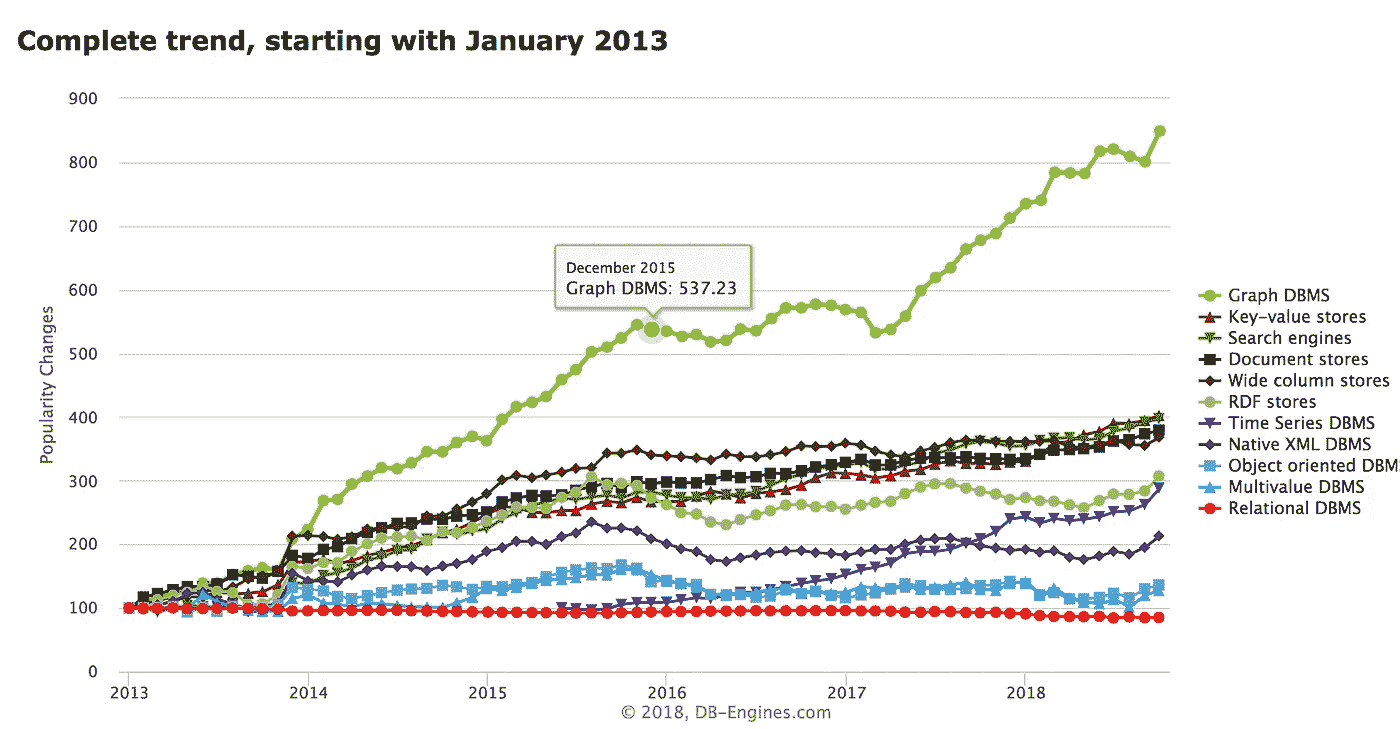 Complete trend, starting with January 2013
900
800
700
600
500
400
300
200
100
0
Popularity Changes
December 2015
Graph DBMS: 537.23
Graph DBMS
Key-value stores
Search engines
Document stores
Wide column stores
RDF stores
Time Series DBMS
Native XML DBMS
Object oriented DBM
Multivalue DBMS
Relational DBMS
2013 2014 2015 2016 2017 2018
© 2018, DB-Engines.com